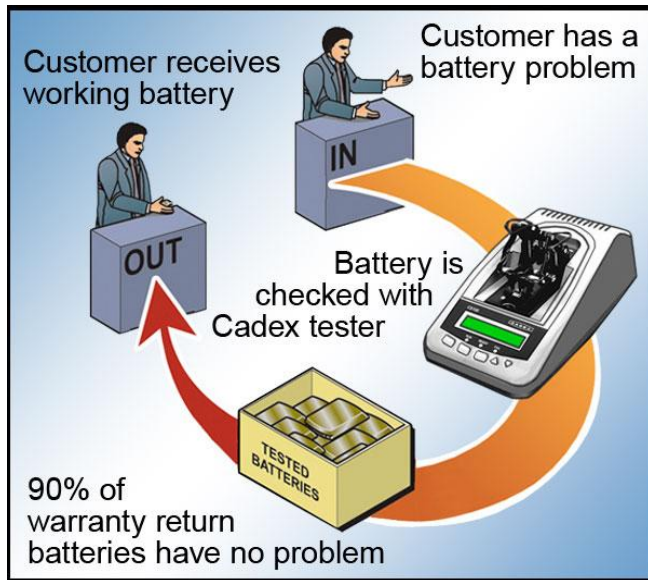 Customer receives
working battery
Customer has a
battery problem
IN
OUT
Battery is
checked with
Cadex tester
TESTED
BATTERIES
90% of
warranty return
batteries have no problem